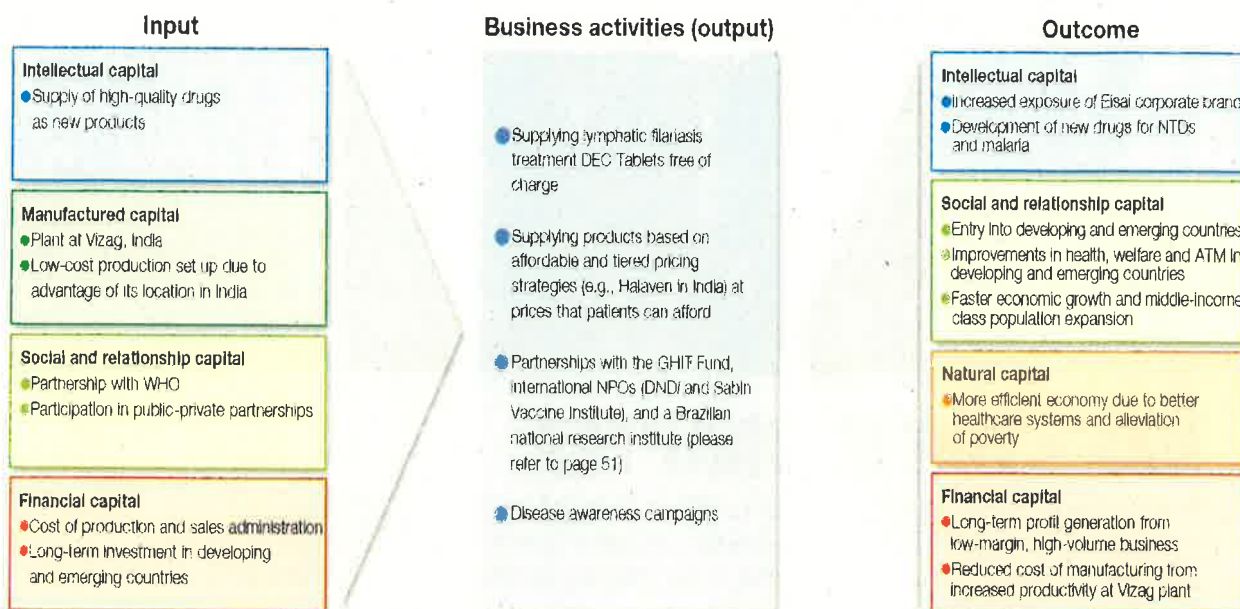 Input
Intellectual capital
Supply of high-quality drugs
as new products
Manufactured capital
Plant at Vizag, India
Low-cost production set up due to
advantage of its location in India
Social and relationship capital
Partnership with WHO
Participation in public-private partnerships
Financial capital
Cost of production and sales administration
Long-term investment in developing
and emerging countries
Business activities (output)
Supplying lymphatic filariasis
treatment DEC Tablets free of
charge
Supplying products based on
affordable and tiered pricing
strategies (e.g., Halaven in India) at
prices that patients can afford
Partnerships with the GHIT Fund,
international NPOs (DNDi and Sabin
Vaccine Institute), and a Brazilian
national research institute (please
refer to page 51)
Disease awareness campaigns
Outcome
Intellectual capital
Increased exposure of Eisai corporate brand
Development of new drugs for NTDs
and malaria
Social and relationship capital
Entry into developing and emerging countries
Improvements in health, welfare and ATM in
developing and emerging countries
Faster economic growth and middle-income
class population expansion
Natural capital
More efficient economy due to better
healthcare systems and alleviation
of poverty
Financial capital
Long-term profit generation from
low-margin, high-volume business
Reduced cost of manufacturing from
increased productivity at Vizag plant